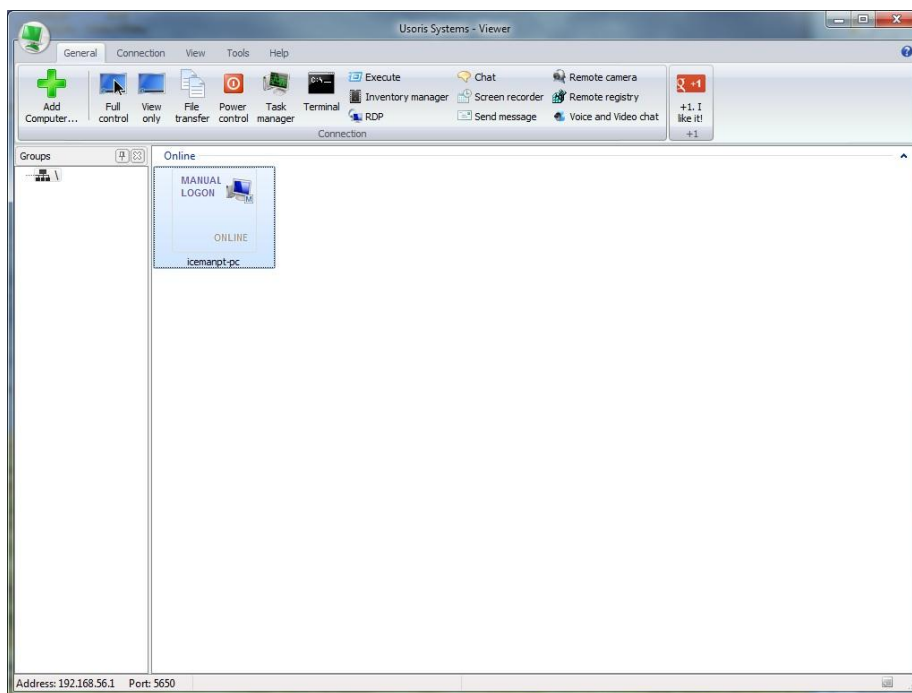 Usoris Systems - Viewer
General Connection View Tools Help
Add Computer...
Full control
View only
File transfer
Power control
Task manager
C:\_
Terminal
Execute
Inventory manager
RDP
Chat
Screen recorder
Send message
Remote camera
Remote registry
Voice and Video chat
g +1
+1. I like it!
Connection
+1
Groups
\
Online
MANUAL
LOGON
M
ONLINE
icemanpt-pc
Address: 192.168.56.1 Port: 5650